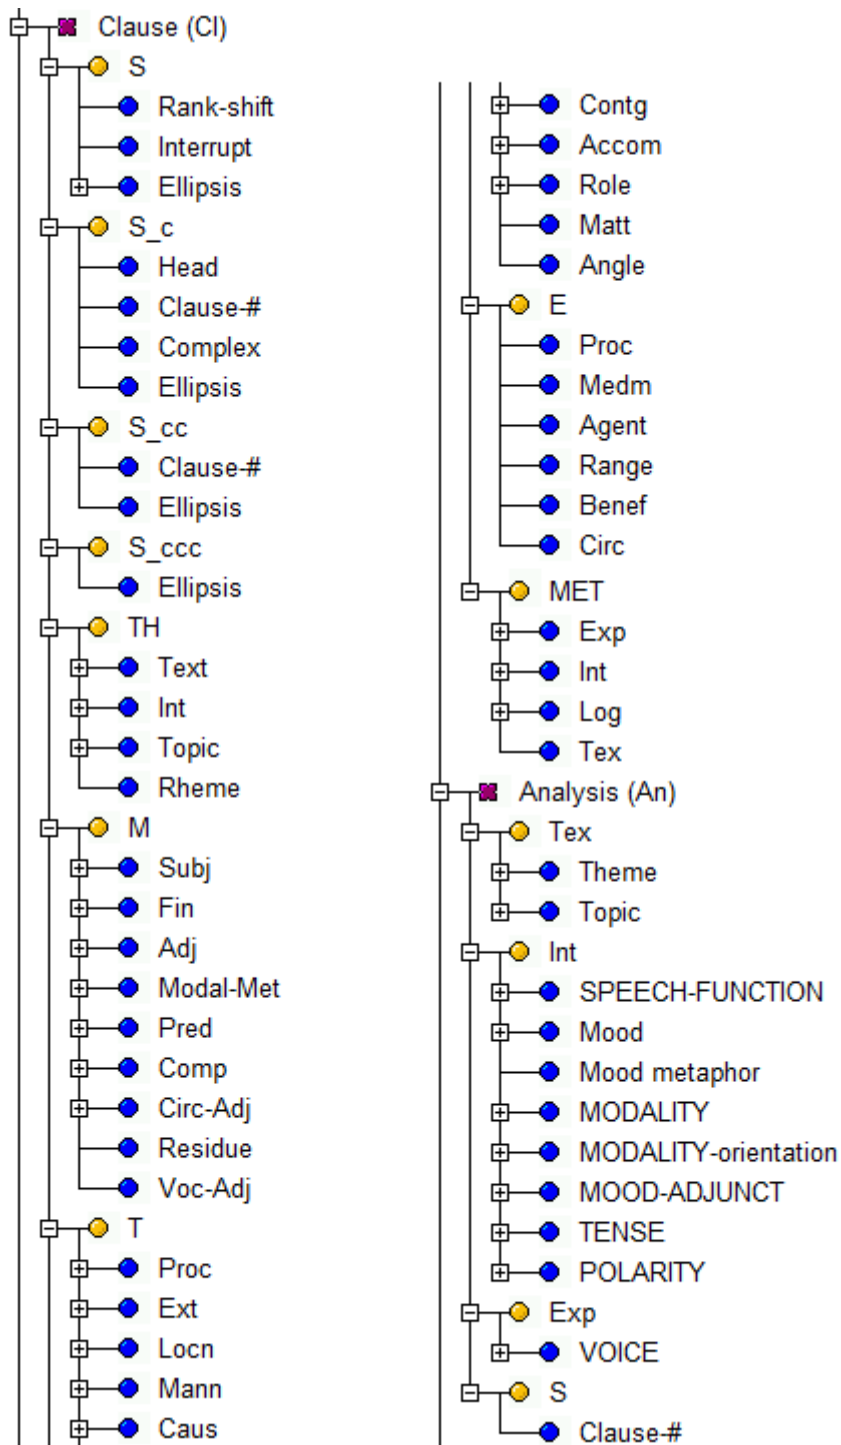 Clause (Cl)
S
Rank-shift
Interrupt
Ellipsis
S_c
Head
Clause-#
Complex
Ellipsis
S_cc
Clause-#
Ellipsis
S_ccc
Ellipsis
TH
Text
Int
Topic
Rheme
M
Subj
Fin
Adj
Modal-Met
Pred
Comp
Circ-Adj
Residue
Voc-Adj
T
Proc
Ext
Locn
Mann
Caus
Contg
Accom
Role
Matt
Angle
E
Proc
Medm
Agent
Range
Benef
Circ
MET
Exp
Int
Log
Tex
Analysis (An)
Tex
Theme
Topic
Int
SPEECH-FUNCTION
Mood
Mood metaphor
MODALITY
MODALITY-orientation
MOOD-ADJUNCT
TENSE
POLARITY
Exp
VOICE
S
Clause-#